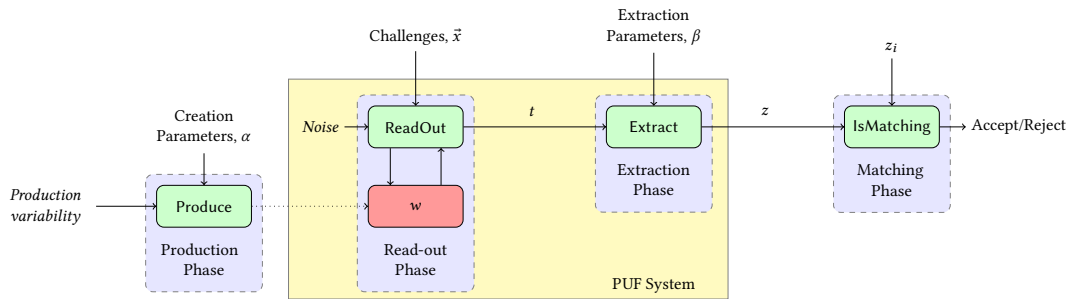 Extraction
Parameters, β
Challenges, x⃗
z_i
Creation
Parameters, α
Noise
ReadOut
t
Extract
z
IsMatching
Accept/Reject
Extraction
Phase
Matching
Phase
Production
variability
Produce
w
Production
Phase
Read-out
Phase
PUF System